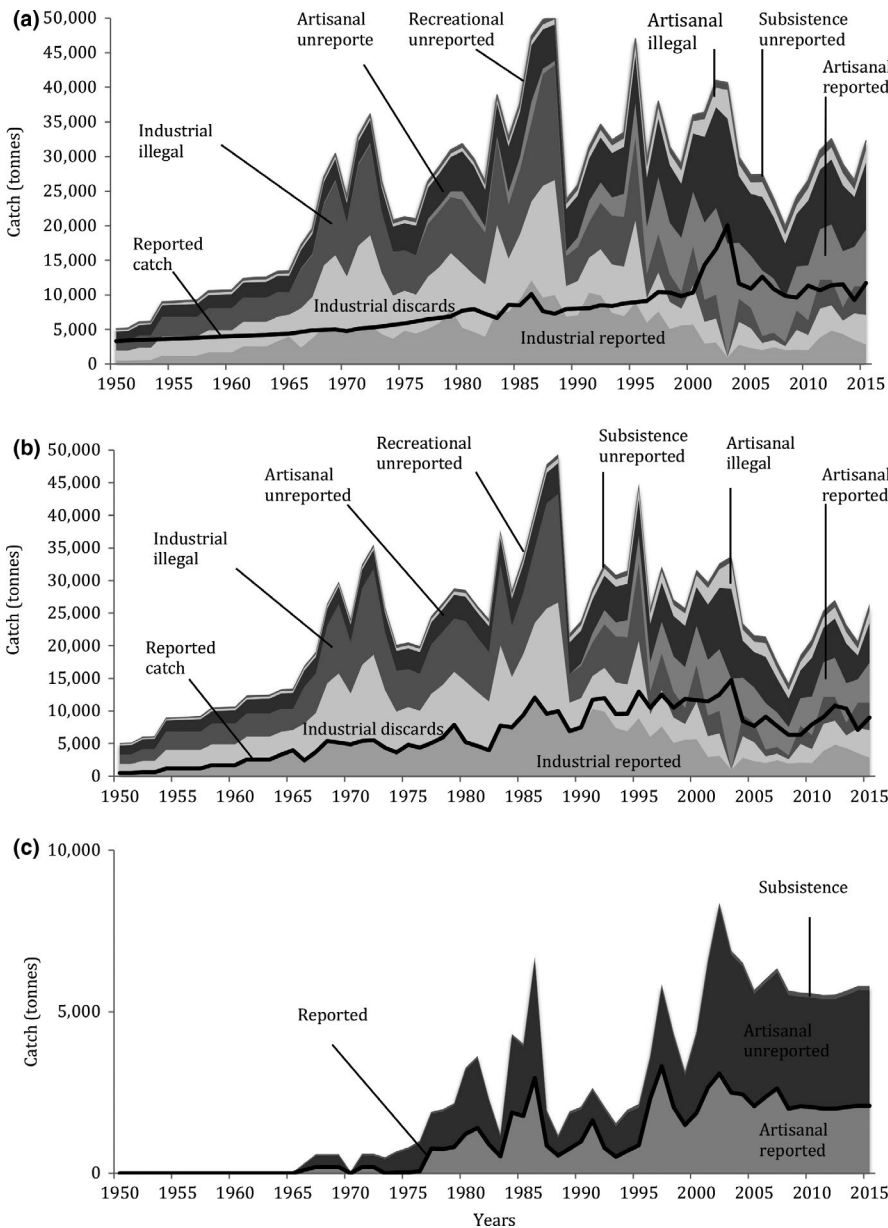 (a)
50,000
45,000
40,000
35,000
30,000
25,000
20,000
15,000
10,000
5,000
0
Catch (tonnes)
Artisanal
unreporte
Recreational
unreported
Artisanal
illegal
Subsistence
unreported
Artisanal
reported
Industrial
illegal
Reported
catch
Industrial discards
Industrial reported
1950 1955 1960 1965 1970 1975 1980 1985 1990 1995 2000 2005 2010 2015
(b)
50,000
45,000
40,000
35,000
30,000
25,000
20,000
15,000
10,000
5,000
0
Catch (tonnes)
Recreational
unreported
Subsistence
unreported
Artisanal
illegal
Artisanal
unreported
Artisanal
reported
Industrial
illegal
Reported
catch
Industrial discards
Industrial reported
1950 1955 1960 1965 1970 1975 1980 1985 1990 1995 2000 2005 2010 2015
(c)
10,000
5,000
0
Catch (tonnes)
Subsistence
Reported
Artisanal
unreported
Artisanal
reported
1950 1955 1960 1965 1970 1975 1980 1985 1990 1995 2000 2005 2010 2015
Years